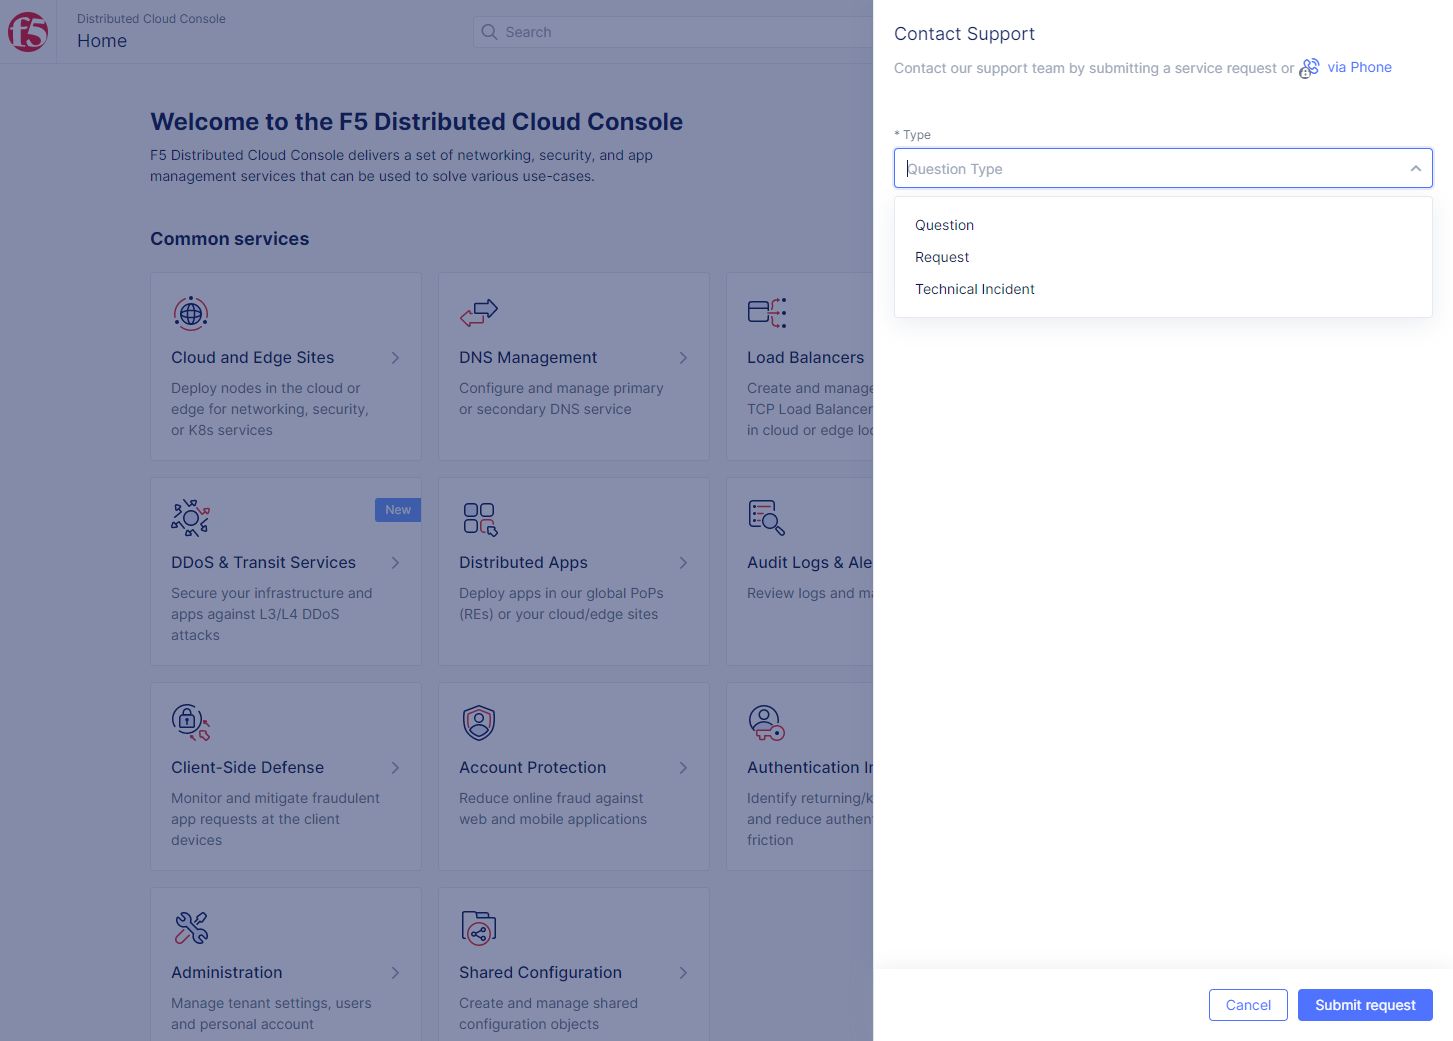 f5
Distributed Cloud Console
Home
Search
Welcome to the F5 Distributed Cloud Console
F5 Distributed Cloud Console delivers a set of networking, security, and app
management services that can be used to solve various use-cases.
Common services
Cloud and Edge Sites
Deploy nodes in the cloud or
edge for networking, security,
or K8s services
DNS Management
Configure and manage primary
or secondary DNS service
Load Balancers
Create and manage
TCP Load Balancer
in cloud or edge
New
DDoS & Transit Services
Secure your infrastructure and
apps against L3/L4 DDoS
attacks
Distributed Apps
Deploy apps in our global PoPs
(REs) or your cloud/edge sites
Audit Logs &
Review logs and
Client-Side Defense
Monitor and mitigate fraudulent
app requests at the client
devices
Account Protection
Reduce online fraud against
web and mobile applications
Authentication
Identify returning/
and reduce
friction
Administration
Manage tenant settings, users
and personal account
Shared Configuration
Create and manage shared
configuration objects
Contact Support
Contact our support team by submitting a service request or via Phone
* Type
Question Type
Question
Request
Technical Incident
Cancel
Submit request